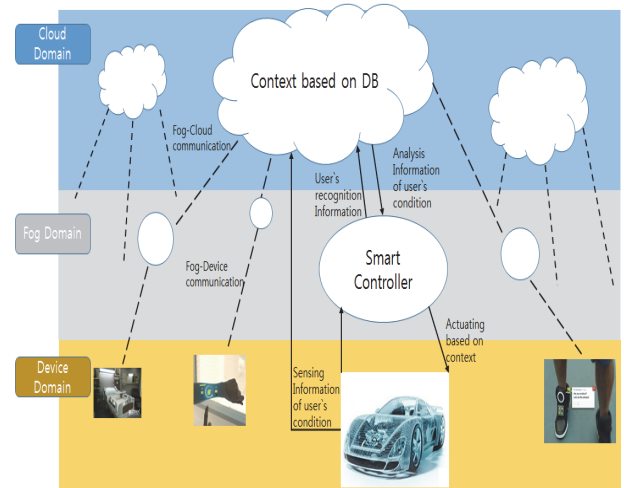 Cloud
Domain
Context based on DB
Fog-Cloud
communication
User`s
recognition
Information
Analysis
Information
of user`s
condition
Fog Domain
Fog-Device
communication
Smart
Controller
Actuating
based on
context
Device
Domain
Sensing
Information
of user`s
condition